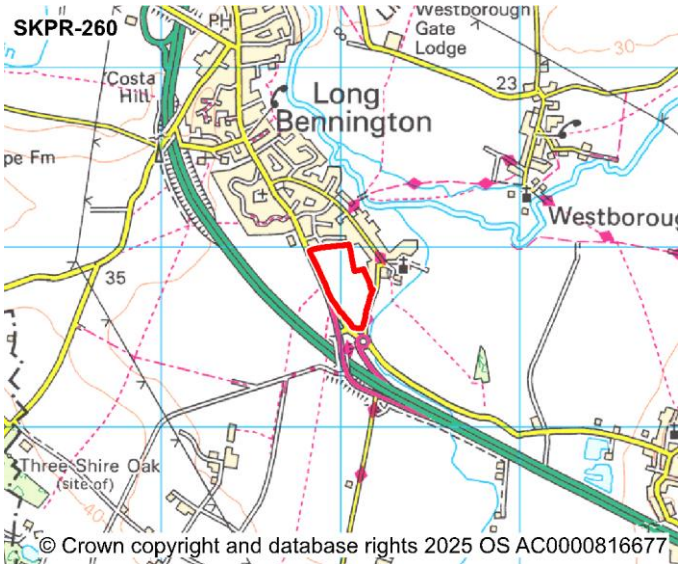 SKPR-260
PH
Westborough
Gate
Lodge
30
Costa
Hill
23
Long
Bennington
pe Fm
Westboroug
35
Three Shire Oak
(site of)
40
© Crown copyright and database rights 2025 OS AC0000816677